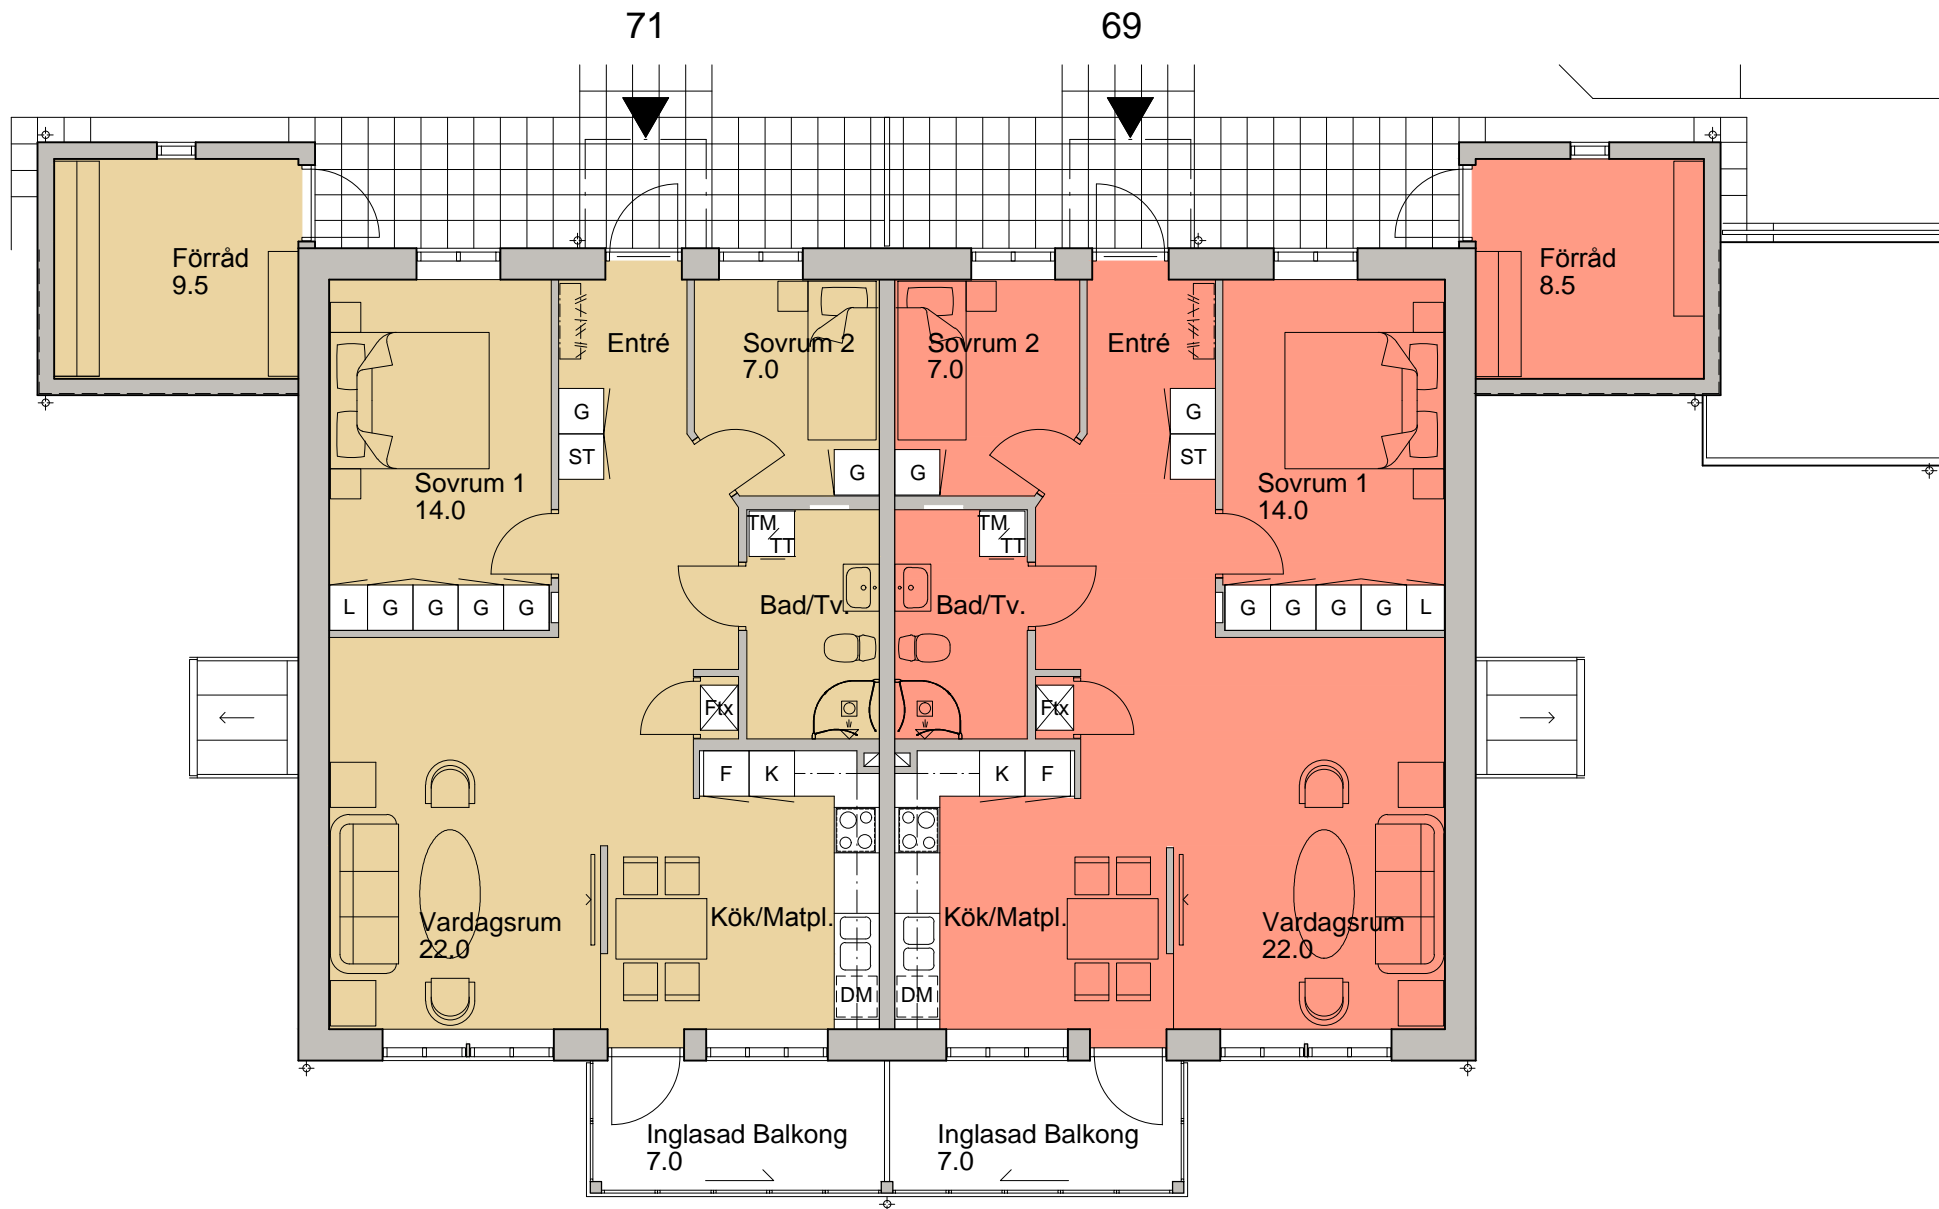 71 69
Förråd
9.5
Förråd
8.5
Entré
Sovrum 2
7.0
Sovrum 2
7.0
Entré
G
ST
G
G
G
ST
Sovrum 1
14.0
Sovrum 1
14.0
TM
TT
TM
TT
L G G G G
Bad/Tv.
Bad/Tv.
G G G G L
Ftx
Ftx
F K
K F
Vardagsrum
22.0
Kök/Matpl.
Kök/Matpl.
Vardagsrum
22.0
DM
DM
Inglasad Balkong
7.0
Inglasad Balkong
7.0